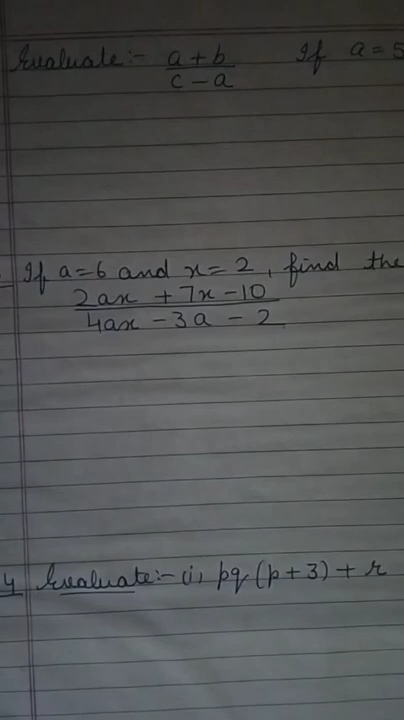 Evaluate:- a + b If a = 5
c - a
If a=6 and x = 2, find the
2ax + 7x - 10
4ax - 3a - 2
4 Evaluate:- (i) pq (p + 3) + r